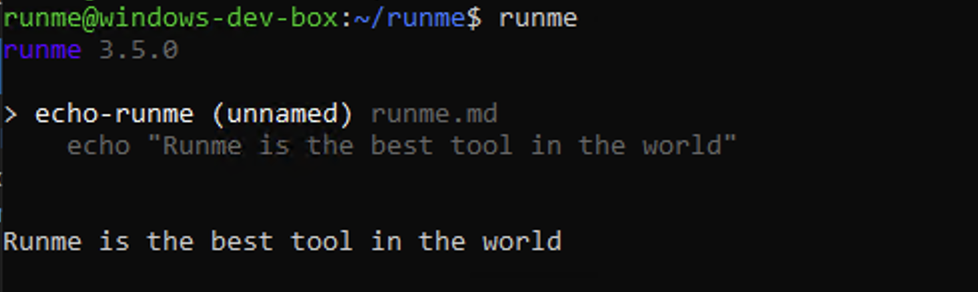 runme@windows-dev-box:~/runme$ runme
runme 3.5.0
> echo-runme (unnamed) runme.md
echo "Runme is the best tool in the world"
Runme is the best tool in the world